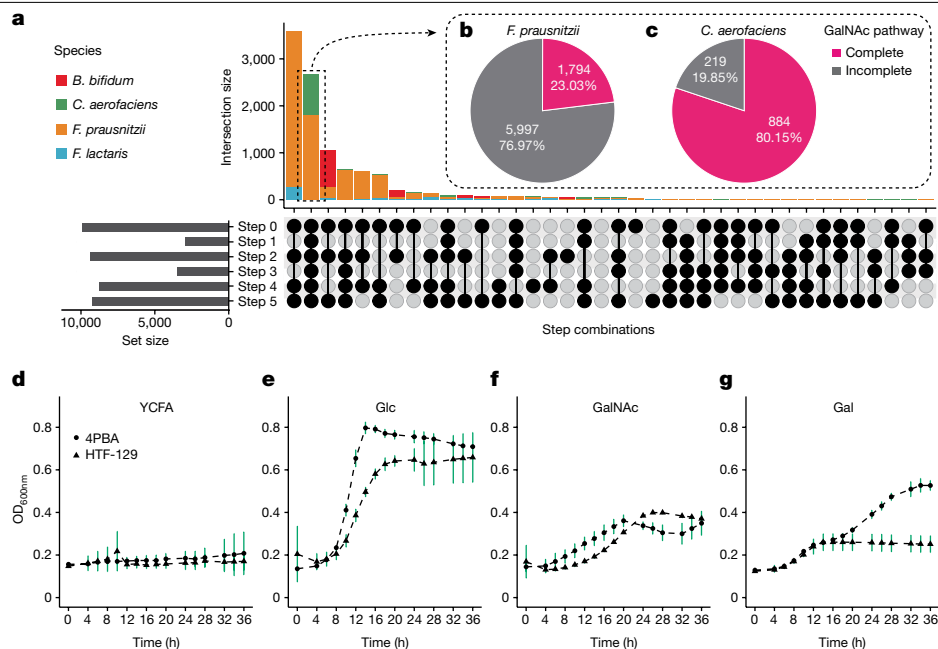 a
Species
B. bifidum
C. aerofaciens
F. prausnitzii
F. lactaris
Intersection size
3,000
2,000
1,000
0
b
F. prausnitzii
1,794
23.03%
5,997
76.97%
c
C. aerofaciens
219
19.85%
884
80.15%
GalNAc pathway
Complete
Incomplete
Step 0
Step 1
Step 2
Step 3
Step 4
Step 5
10,000 5,000 0
Set size
Step combinations
d
YCFA
4PBA
HTF-129
OD600nm
0.8
0.6
0.4
0.2
0
0 4 8 12 16 20 24 28 32 36
Time (h)
e
Glc
0.8
0.6
0.4
0.2
0
0 4 8 12 16 20 24 28 32 36
Time (h)
f
GalNAc
0.8
0.6
0.4
0.2
0
0 4 8 12 16 20 24 28 32 36
Time (h)
g
Gal
0.8
0.6
0.4
0.2
0
0 4 8 12 16 20 24 28 32 36
Time (h)